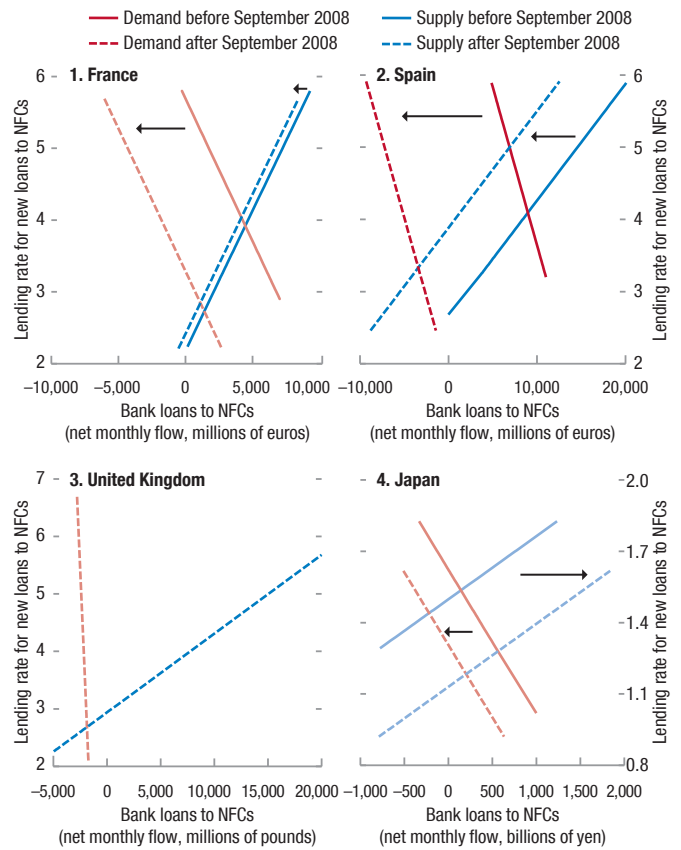 Demand before September 2008
Supply before September 2008
Demand after September 2008
Supply after September 2008
1. France
Lending rate for new loans to NFCs
6
5
4
3
2
–10,000 –5,000 0 5,000 10,000
Bank loans to NFCs
(net monthly flow, millions of euros)
2. Spain
6
5
4
3
2
Lending rate for new loans to NFCs
–10,000 0 10,000 20,000
Bank loans to NFCs
(net monthly flow, millions of euros)
3. United Kingdom
Lending rate for new loans to NFCs
7
6
5
4
3
2
–5,000 0 5,000 10,000 15,000 20,000
Bank loans to NFCs
(net monthly flow, millions of pounds)
4. Japan
2.0
1.7
1.4
1.1
0.8
Lending rate for new loans to NFCs
–1,000 –500 0 500 1,000 1,500 2,000
Bank loans to NFCs
(net monthly flow, billions of yen)